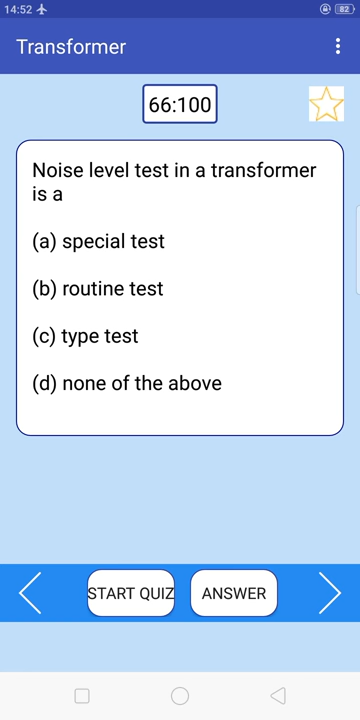 14:52
82
Transformer
66:100
Noise level test in a transformer
is a
(a) special test
(b) routine test
(c) type test
(d) none of the above
START QUIZ
ANSWER